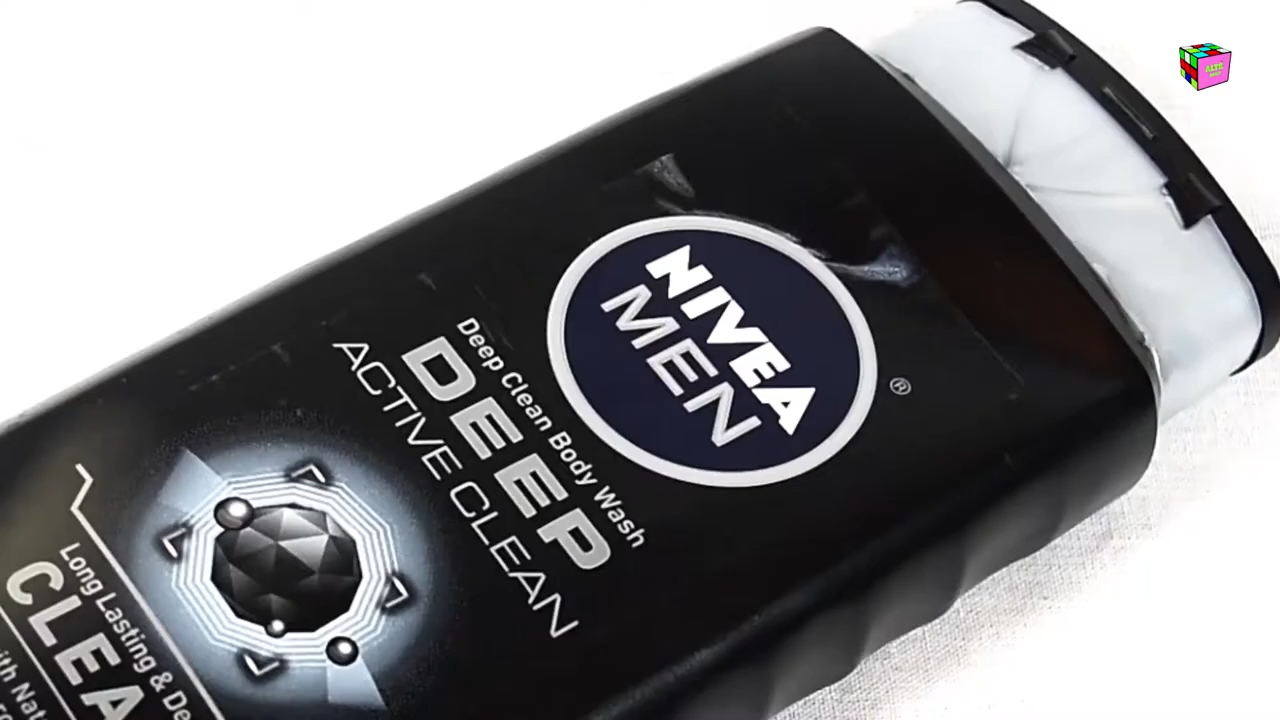 NIVEA
MEN
®
Deep Clean Body Wash
DEEP
ACTIVE CLEAN
Long Lasting & De
CLEA
ith Nat